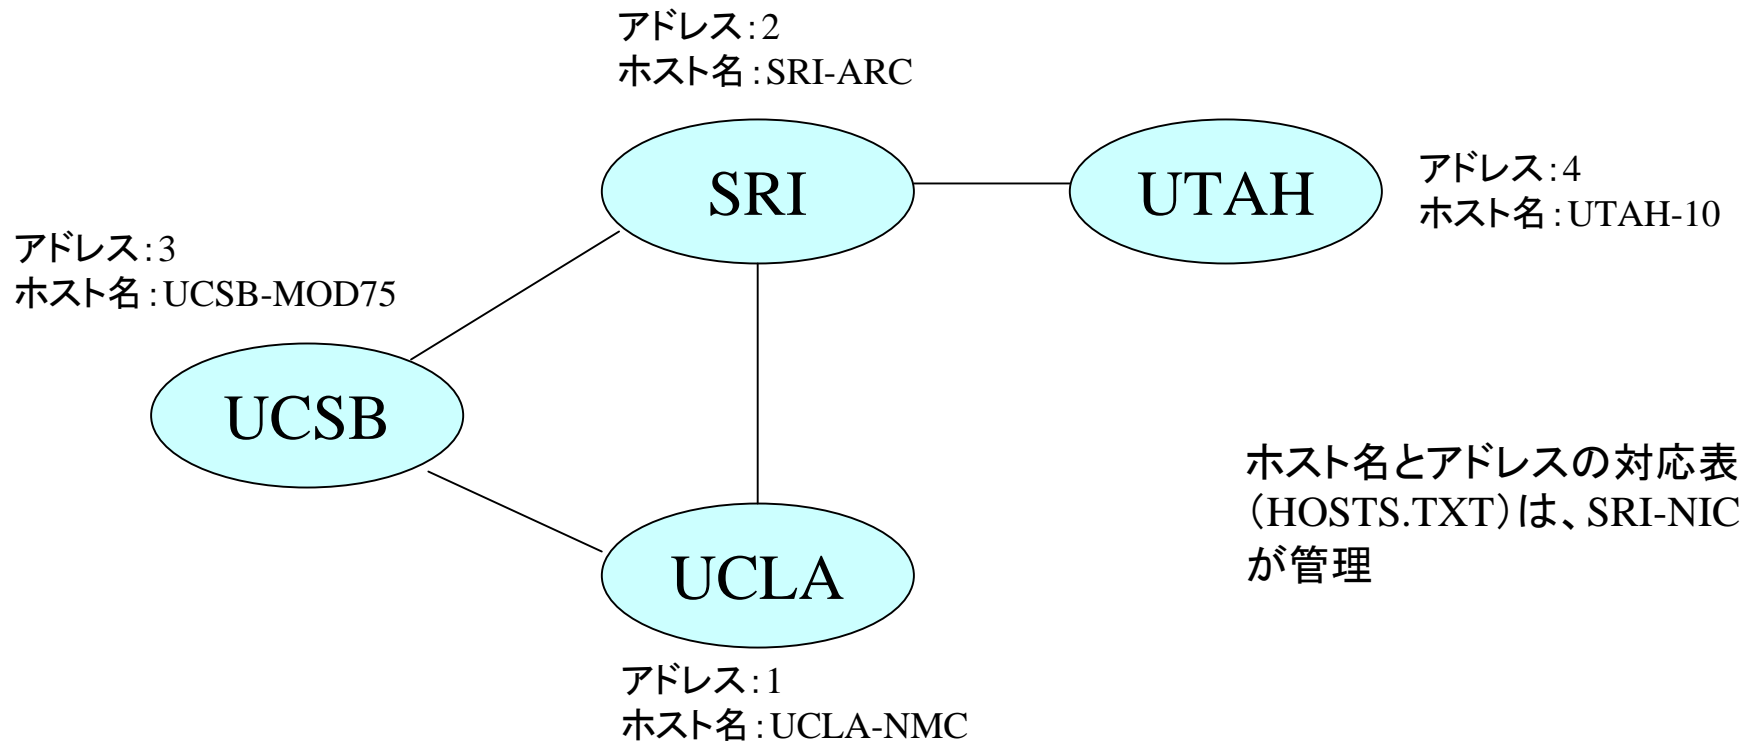 アドレス:2
ホスト名:SRI-ARC
SRI
UTAH
アドレス:4
ホスト名:UTAH-10
アドレス:3
ホスト名:UCSB-MOD75
UCSB
UCLA
アドレス:1
ホスト名:UCLA-NMC
ホスト名とアドレスの対応表
(HOSTS.TXT)は、SRI-NIC
が管理